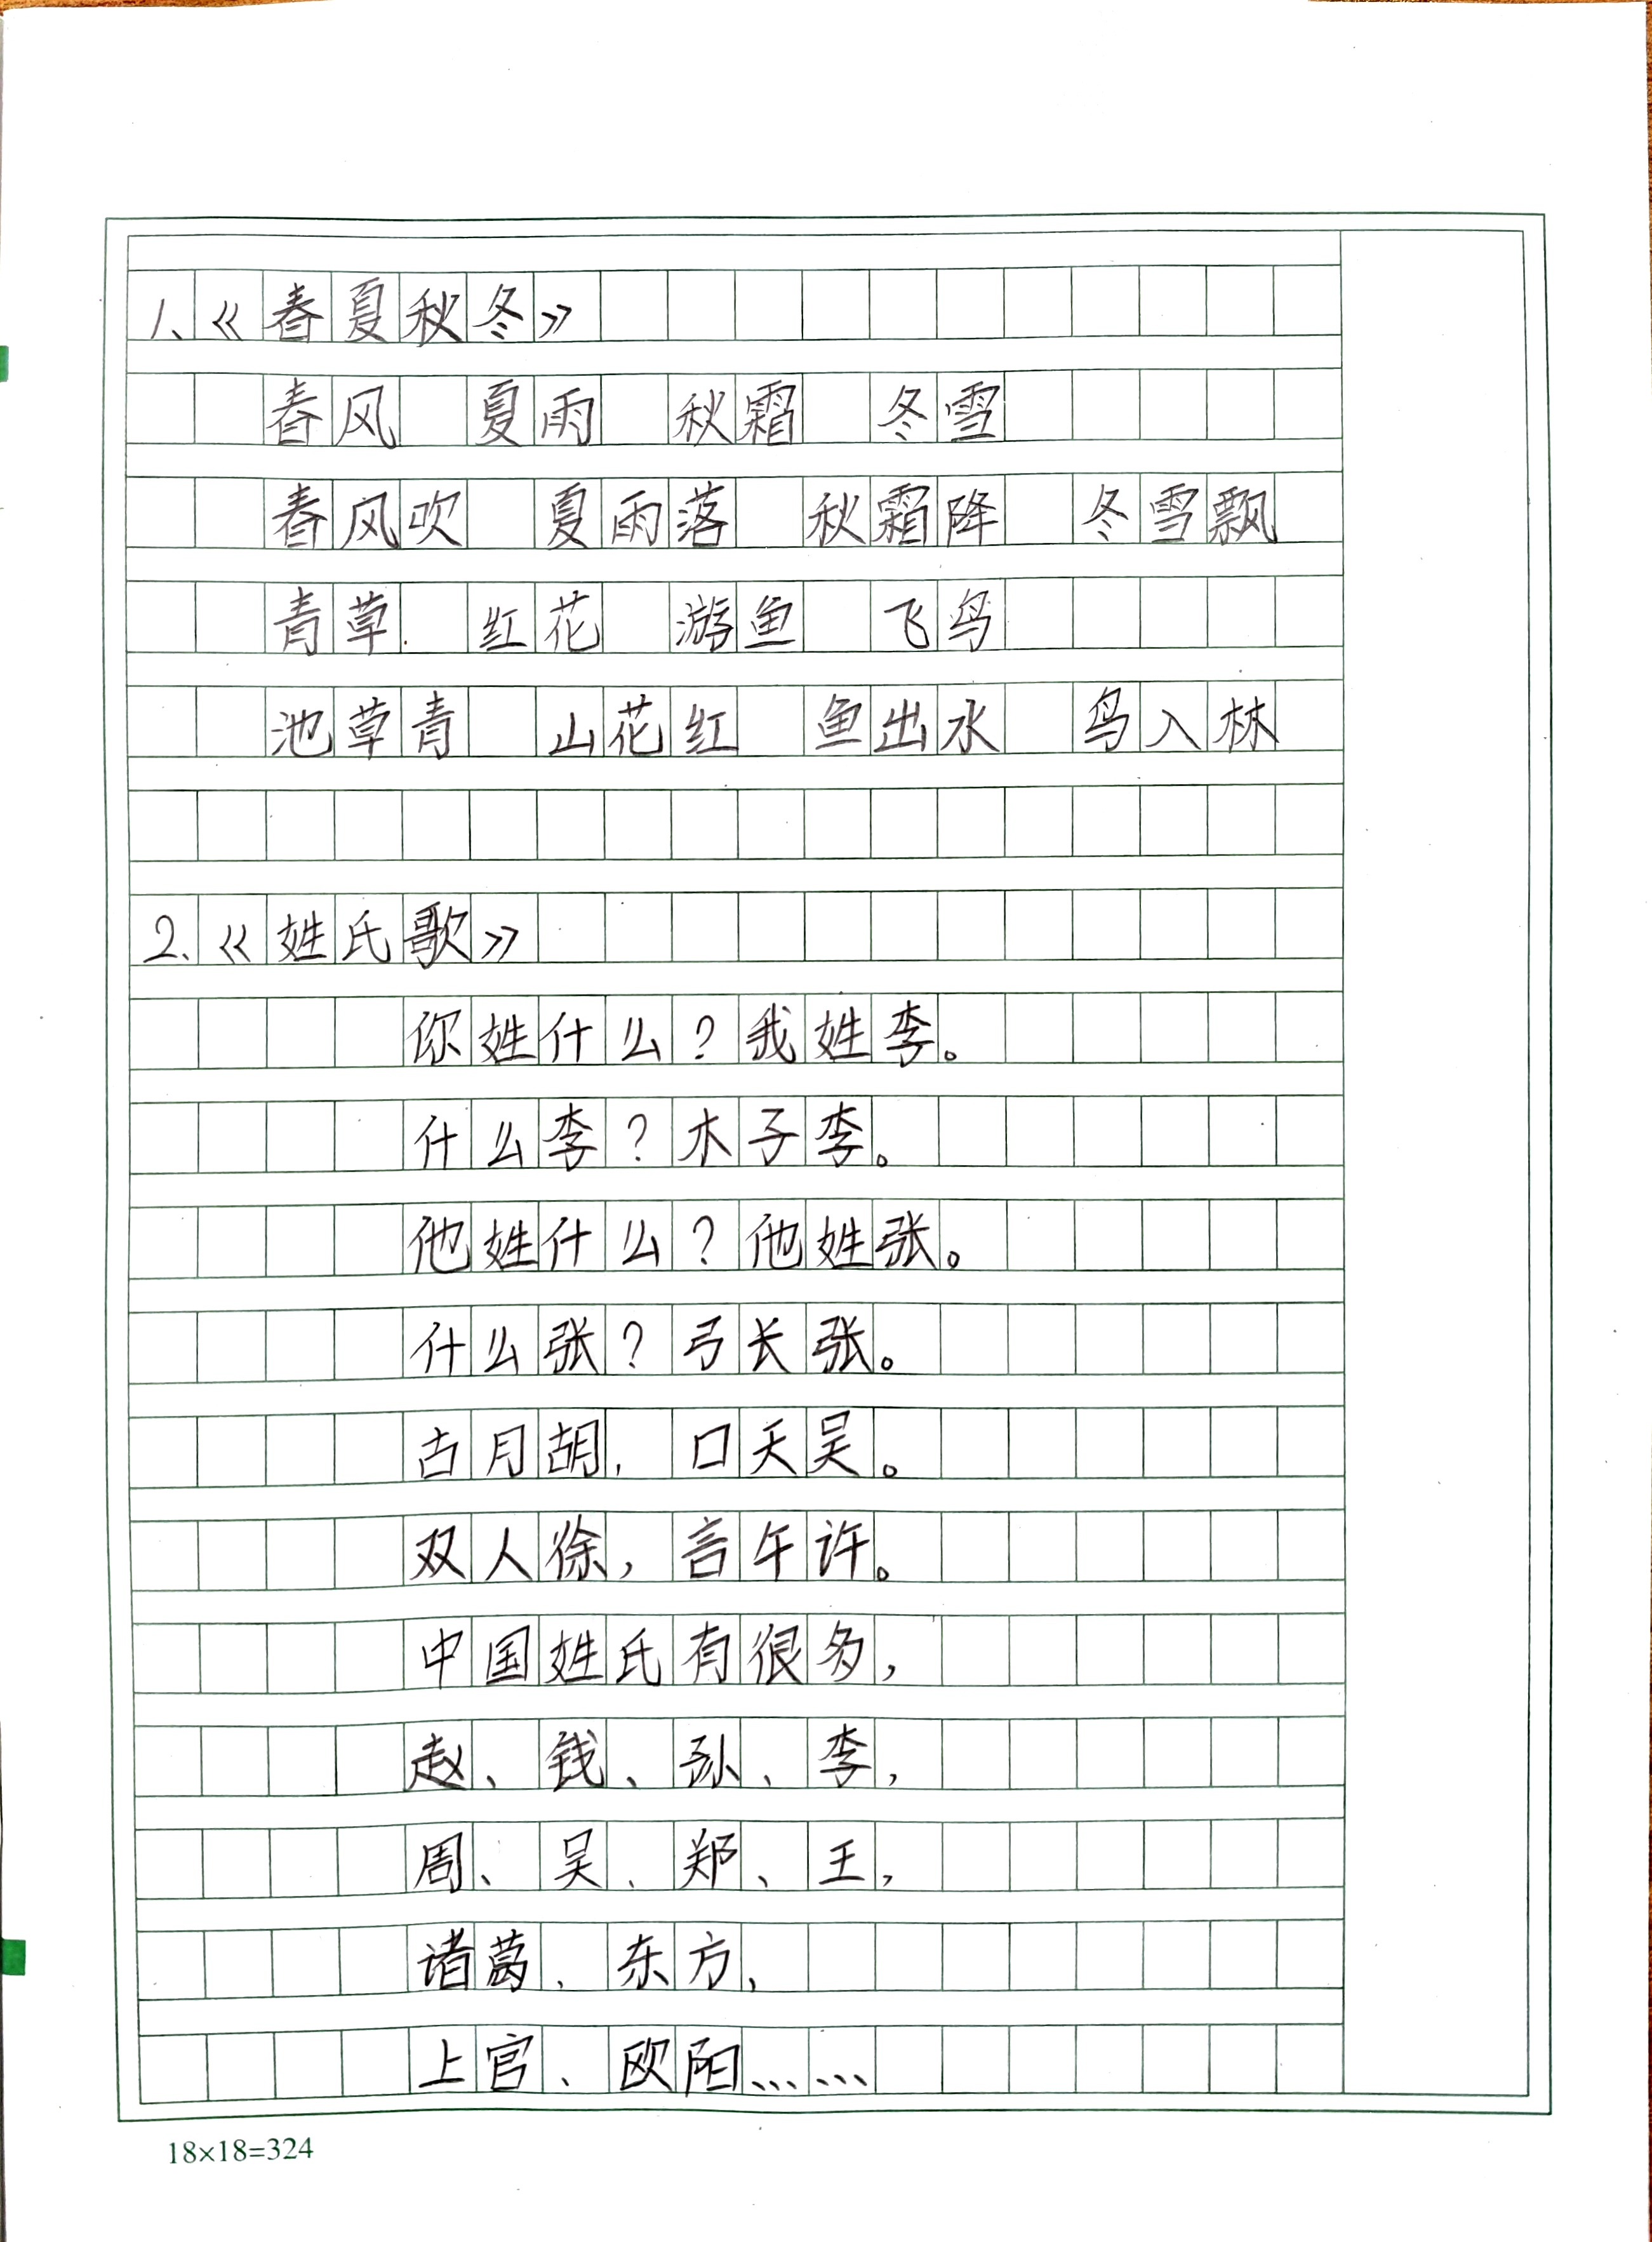 1、《春夏秋冬》
春风 夏雨 秋霜 冬雪
春风吹 夏雨落 秋霜降 冬雪飘
青草 红花 游鱼 飞鸟
池草青 山花红 鱼出水 鸟入林
2、《姓氏歌》
你姓什么？我姓李。
什么李？木子李。
他姓什么？他姓张。
什么张？弓长张。
古月胡，口天吴。
双人徐，言午许。
中国姓氏有很多，
赵、钱、孙、李，
周、吴、郑、王，
诸葛、东方，
上官、欧阳……
18×18=324